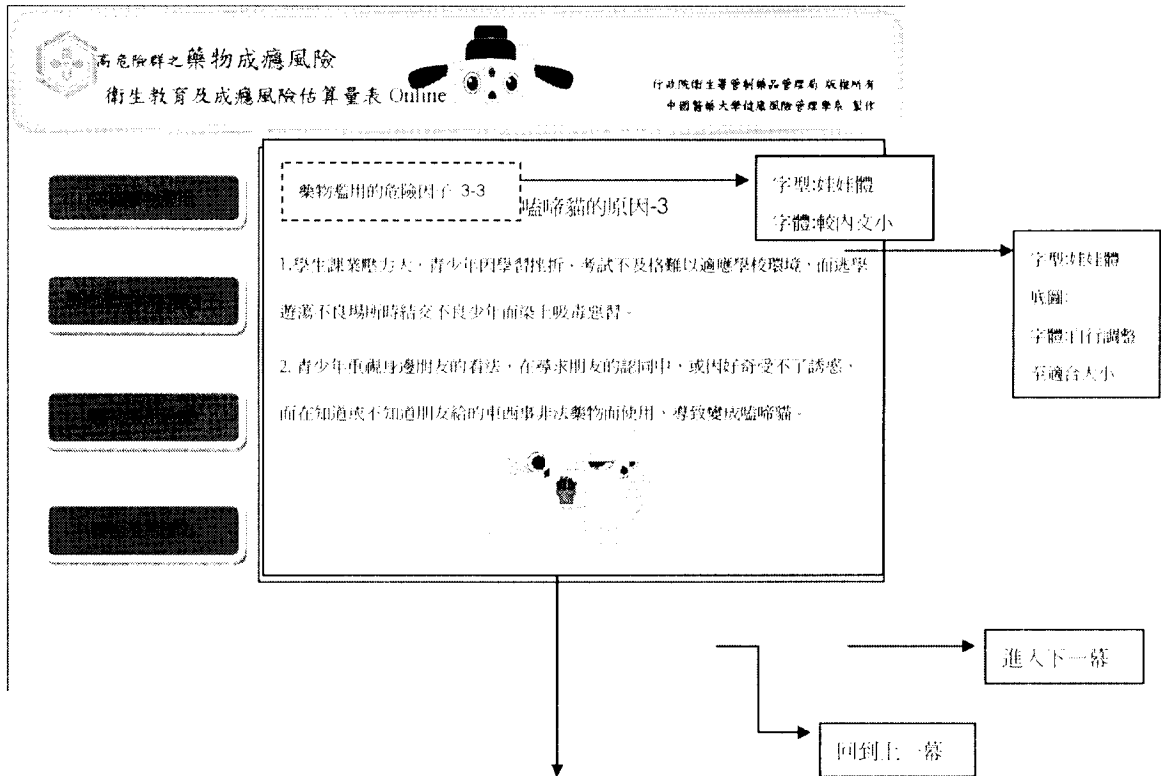 高危險群之藥物成癮風險
衛生教育及成癮風險估算量表 Online
行政院衛生署管制藥品管理局 版權所有
中國醫藥大學健康風險管理學系 製作
藥物濫用的危險因子 3-3
嗑啼貓的原因-3
字型:娃娃體
字體:較內文小
1.學生課業壓力大,青少年因學習挫折,考試不及格難以適應學校環境,而逃學
遊蕩不良場所時結交不良少年而染上吸毒惡習。
2. 青少年重視身邊朋友的看法,在尋求朋友的認同中,或因好奇受不了誘惑,
而在知道或不知道朋友給的東西事非法藥物而使用、導致變成嗑啼貓。
字型:娃娃體
底圖:
字體:自行調整
至適合大小
進入下一幕
回到上一幕